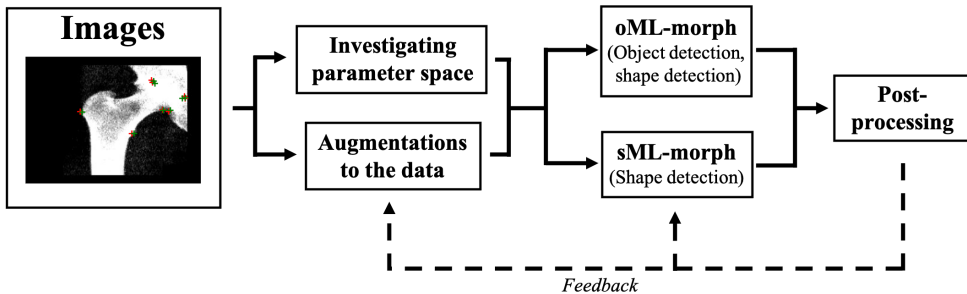 Images
Investigating
parameter space
Augmentations
to the data
oML-morph
(Object detection,
shape detection)
sML-morph
(Shape detection)
Post-
processing
Feedback